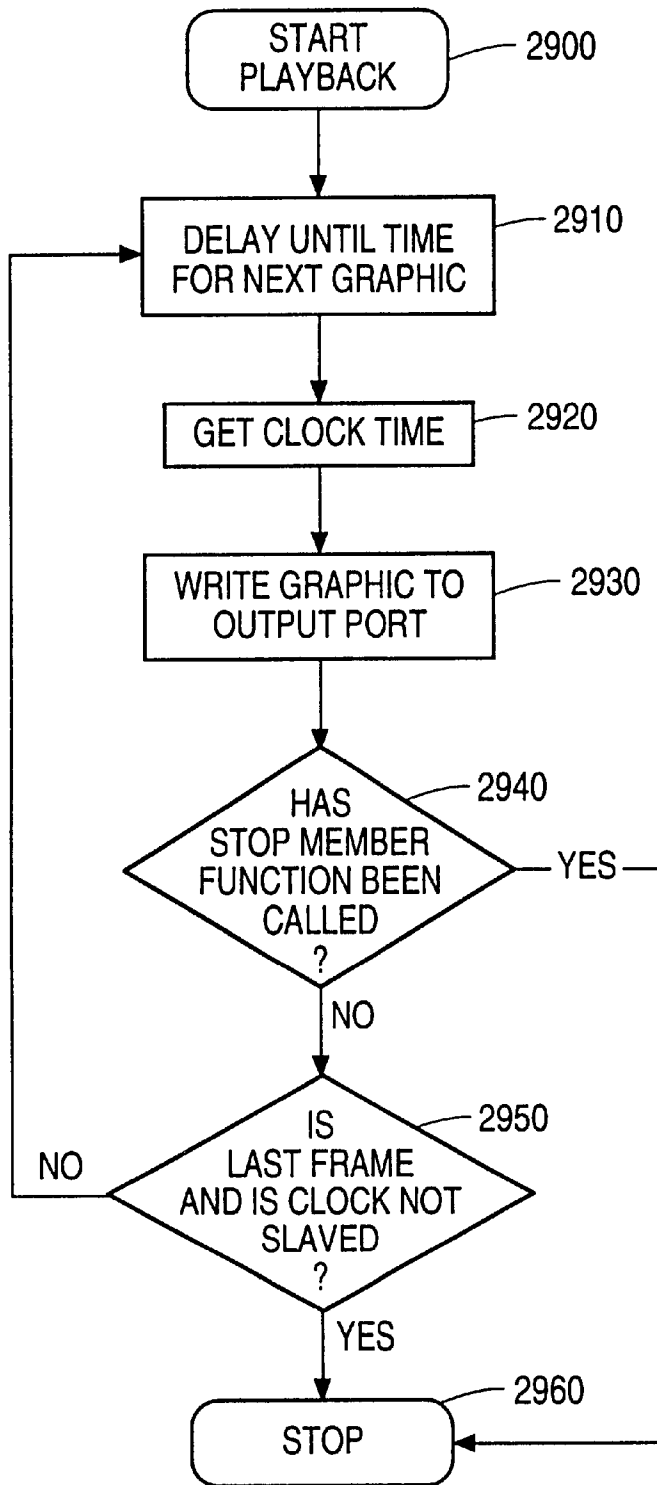 START
PLAYBACK
2900
DELAY UNTIL TIME
FOR NEXT GRAPHIC
2910
GET CLOCK TIME
2920
WRITE GRAPHIC TO
OUTPUT PORT
2930
HAS
STOP MEMBER
FUNCTION BEEN
CALLED
?
2940
YES
NO
IS
LAST FRAME
AND IS CLOCK NOT
SLAVED
?
2950
NO
YES
STOP
2960